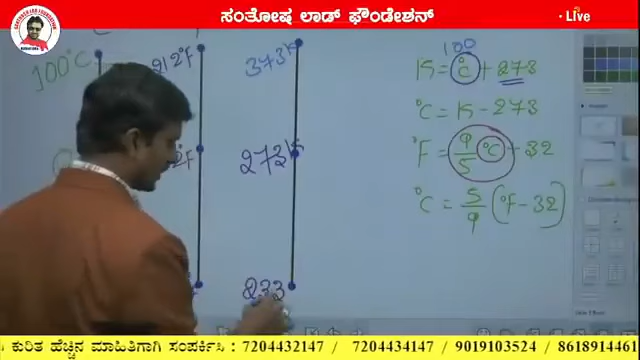 ಸಂತೋಷ ಲಾಡ್ ಫೌಂಡೇಶನ್
Live
100°C 212°F 373K
2°F 273K
233
100
K = °C + 273
°C = K - 273
°F = 9/5 °C + 32
°C = 5/9 (°F - 32)
ಕುರಿತ ಹೆಚ್ಚಿನ ಮಾಹಿತಿಗಾಗಿ ಸಂಪರ್ಕಿಸಿ : 7204432147 / 7204434147 / 9019103524 / 8618914461